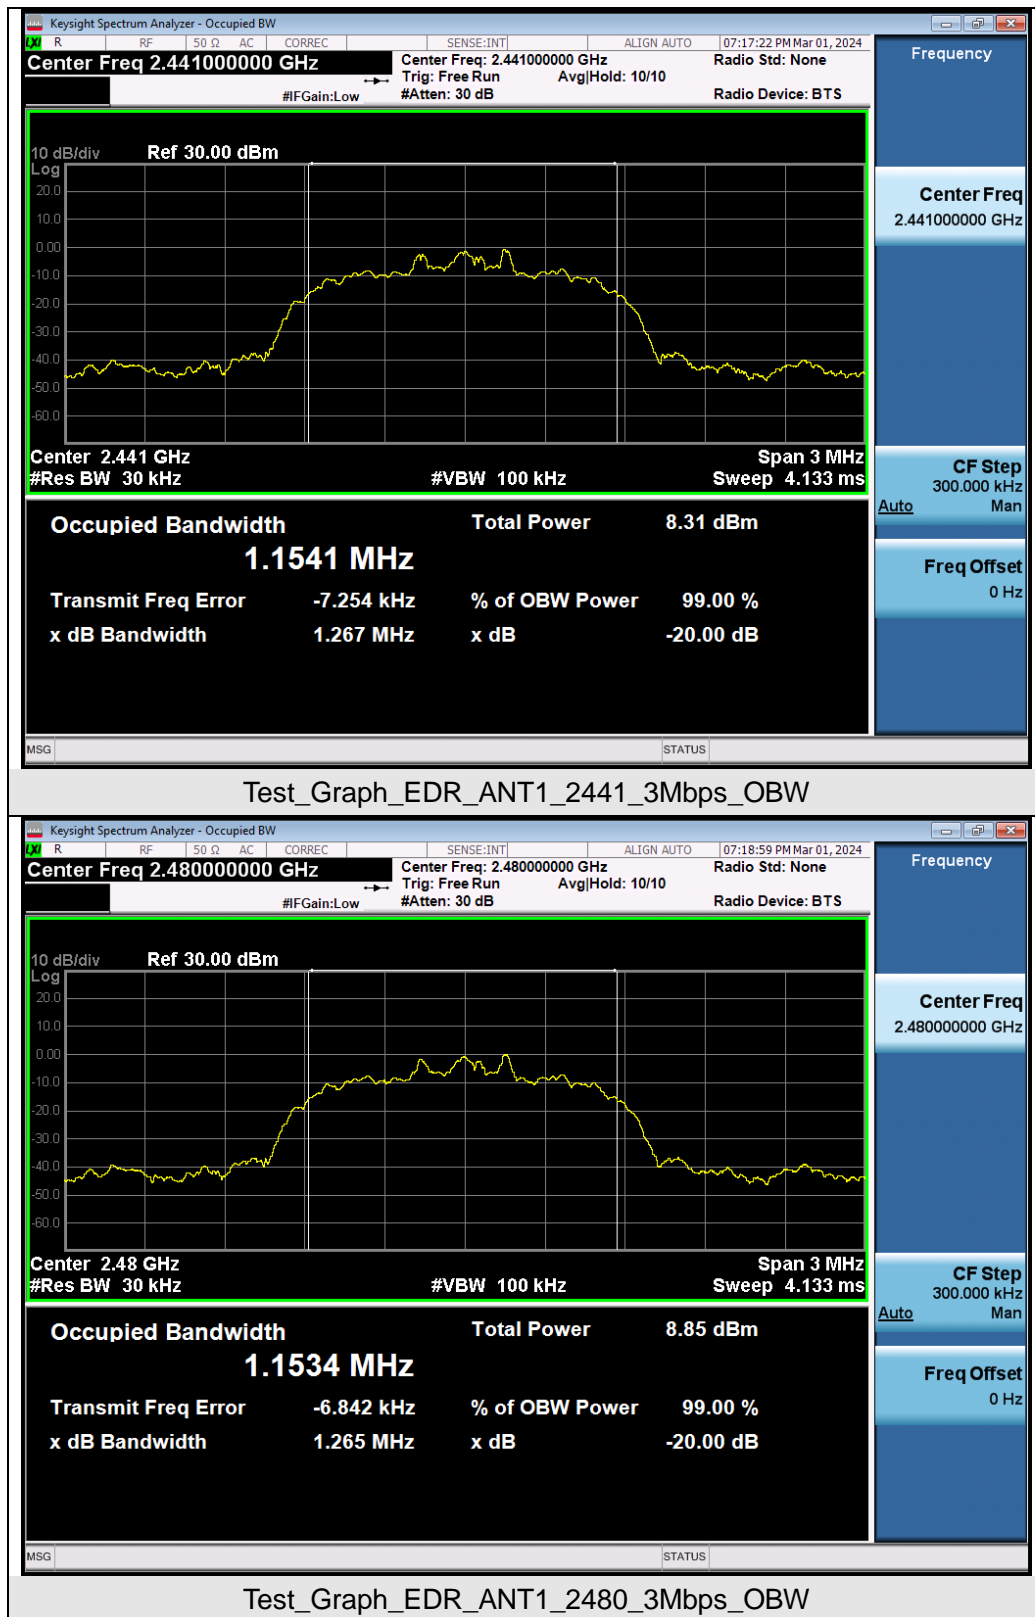 Keysight Spectrum Analyzer - Occupied BW
LXI R RF 50 Ω AC CORREC SENSE:INT ALIGN AUTO 07:17:22 PM Mar 01, 2024
Center Freq 2.441000000 GHz
Center Freq: 2.441000000 GHz
Radio Std: None
Trig: Free Run Avg|Hold: 10/10
#IFGain:Low
#Atten: 30 dB
Radio Device: BTS
Frequency
10 dB/div Ref 30.00 dBm
Log
20.0
10.0
0.00
-10.0
-20.0
-30.0
-40.0
-50.0
-60.0
Center Freq
2.441000000 GHz
Center 2.441 GHz
Span 3 MHz
#Res BW 30 kHz
#VBW 100 kHz
Sweep 4.133 ms
CF Step
300.000 kHz
Auto Man
Freq Offset
0 Hz
Occupied Bandwidth
Total Power 8.31 dBm
1.1541 MHz
Transmit Freq Error -7.254 kHz
% of OBW Power 99.00 %
x dB Bandwidth 1.267 MHz
x dB -20.00 dB
MSG
STATUS
Test_Graph_EDR_ANT1_2441_3Mbps_OBW
Keysight Spectrum Analyzer - Occupied BW
LXI R RF 50 Ω AC CORREC SENSE:INT ALIGN AUTO 07:18:59 PM Mar 01, 2024
Center Freq 2.480000000 GHz
Center Freq: 2.480000000 GHz
Radio Std: None
Trig: Free Run Avg|Hold: 10/10
#IFGain:Low
#Atten: 30 dB
Radio Device: BTS
Frequency
10 dB/div Ref 30.00 dBm
Log
20.0
10.0
0.00
-10.0
-20.0
-30.0
-40.0
-50.0
-60.0
Center Freq
2.480000000 GHz
Center 2.48 GHz
Span 3 MHz
#Res BW 30 kHz
#VBW 100 kHz
Sweep 4.133 ms
CF Step
300.000 kHz
Auto Man
Freq Offset
0 Hz
Occupied Bandwidth
Total Power 8.85 dBm
1.1534 MHz
Transmit Freq Error -6.842 kHz
% of OBW Power 99.00 %
x dB Bandwidth 1.265 MHz
x dB -20.00 dB
MSG
STATUS
Test_Graph_EDR_ANT1_2480_3Mbps_OBW